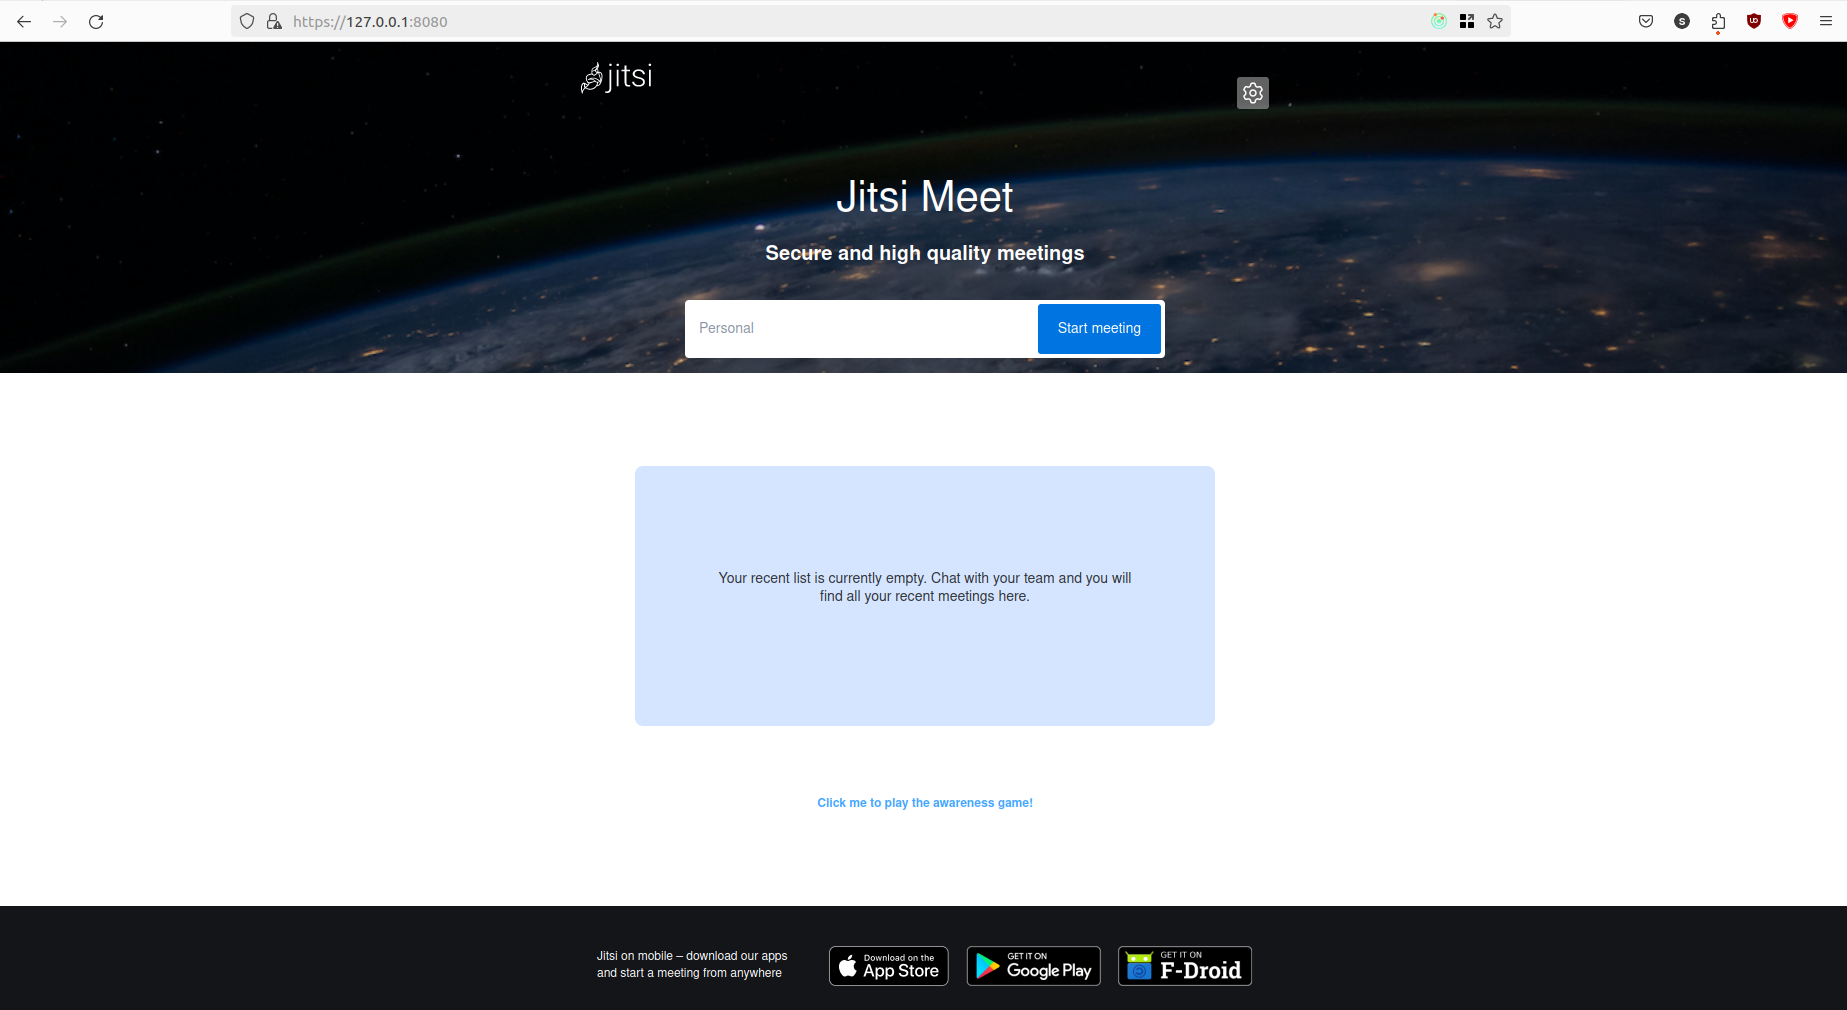 https://127.0.0.1:8080
S
jitsi
Jitsi Meet
Secure and high quality meetings
Personal
Start meeting
Your recent list is currently empty. Chat with your team and you will
find all your recent meetings here.
Click me to play the awareness game!
Jitsi on mobile – download our apps
and start a meeting from anywhere
Download on the
App Store
GET IT ON
Google Play
GET IT ON
F-Droid